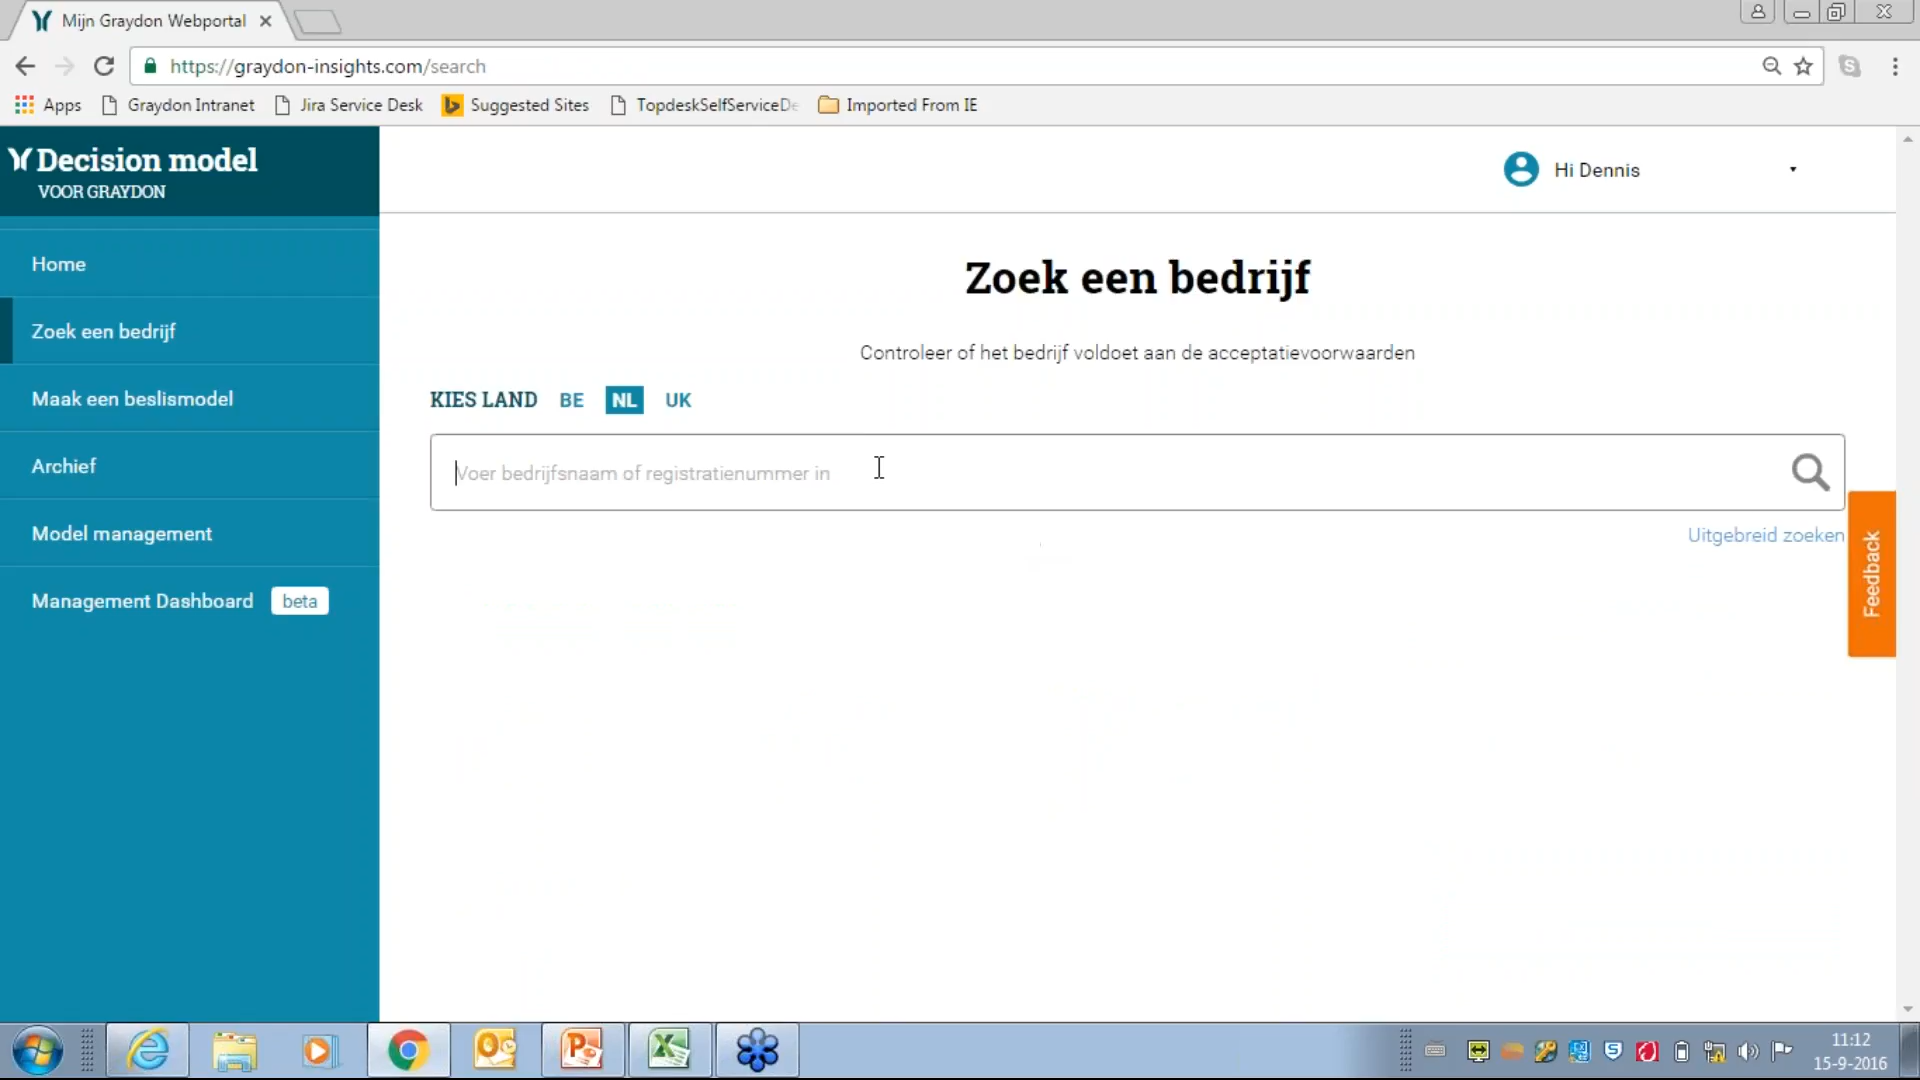 Mijn Graydon Webportal
https://graydon-insights.com/search
Apps Graydon Intranet Jira Service Desk Suggested Sites TopdeskSelfServiceDe Imported From IE
Decision model
VOOR GRAYDON
Hi Dennis
Home
Zoek een bedrijf
Maak een beslismodel
Archief
Model management
Management Dashboard beta
Zoek een bedrijf
Controleer of het bedrijf voldoet aan de acceptatievoorwaarden
KIES LAND BE NL UK
Voer bedrijfsnaam of registratienummer in
Uitgebreid zoeken
Feedback
11:12
15-9-2016